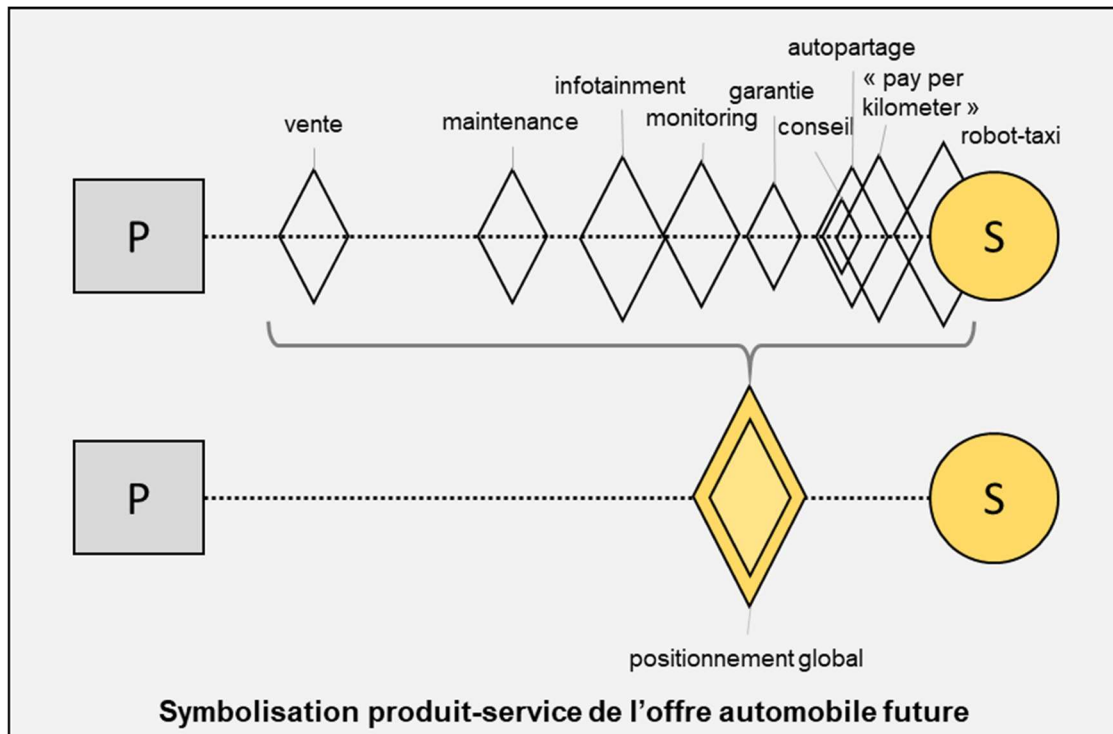 autopartage
infotainment
garantie
« pay per
kilometer »
vente
maintenance
monitoring
conseil
robot-taxi
P
S
P
S
positionnement global
Symbolisation produit-service de l’offre automobile future